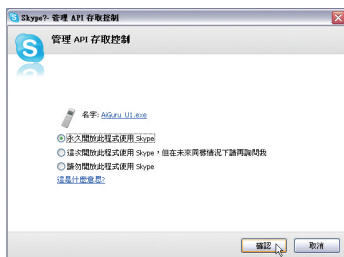 Skype?- 管理 API 存取控制
管理 API 存取控制
名字: AiGuru U1.exe
永久開放此程式使用 Skype
這次開放此程式使用 Skype，但在未來同樣情況下請再詢問我
請勿開放此程式使用 Skype
這是什麼意思?
確認
取消